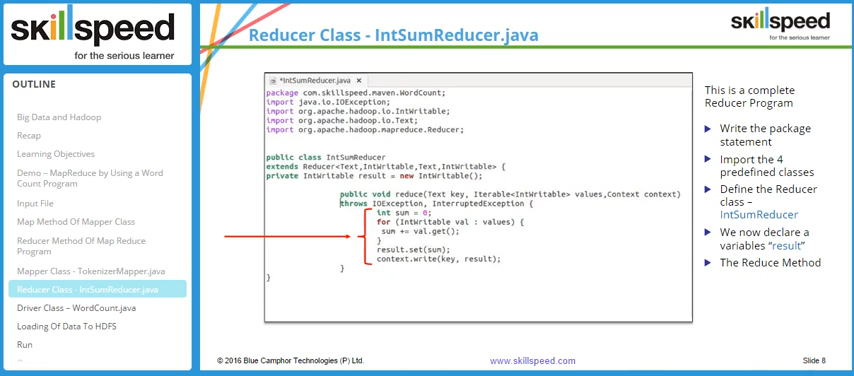 skillspeed
for the serious learner
OUTLINE
Big Data and Hadoop
Recap
Learning Objectives
Demo – MapReduce by Using a Word
Count Program
Input File
Map Method Of Mapper Class
Reducer Method Of Map Reduce
Program
Mapper Class - TokenizerMapper.java
Reducer Class - IntSumReducer.java
Driver Class – WordCount.java
Loading Of Data To HDFS
Run
Reducer Class - IntSumReducer.java
skillspeed
for the serious learner
*IntSumReducer.java ×
package com.skillspeed.maven.WordCount;
import java.io.IOException;
import org.apache.hadoop.io.IntWritable;
import org.apache.hadoop.io.Text;
import org.apache.hadoop.mapreduce.Reducer;
public class IntSumReducer
extends Reducer<Text,IntWritable,Text,IntWritable> {
private IntWritable result = new IntWritable();
public void reduce(Text key, Iterable<IntWritable> values,Context context)
throws IOException, InterruptedException {
int sum = 0;
for (IntWritable val : values) {
sum += val.get();
}
result.set(sum);
context.write(key, result);
}
}
This is a complete
Reducer Program
Write the package
statement
Import the 4
predefined classes
Define the Reducer
class –
IntSumReducer
We now declare a
variables “result”
The Reduce Method
© 2016 Blue Camphor Technologies (P) Ltd.
www.skillspeed.com
Slide 8